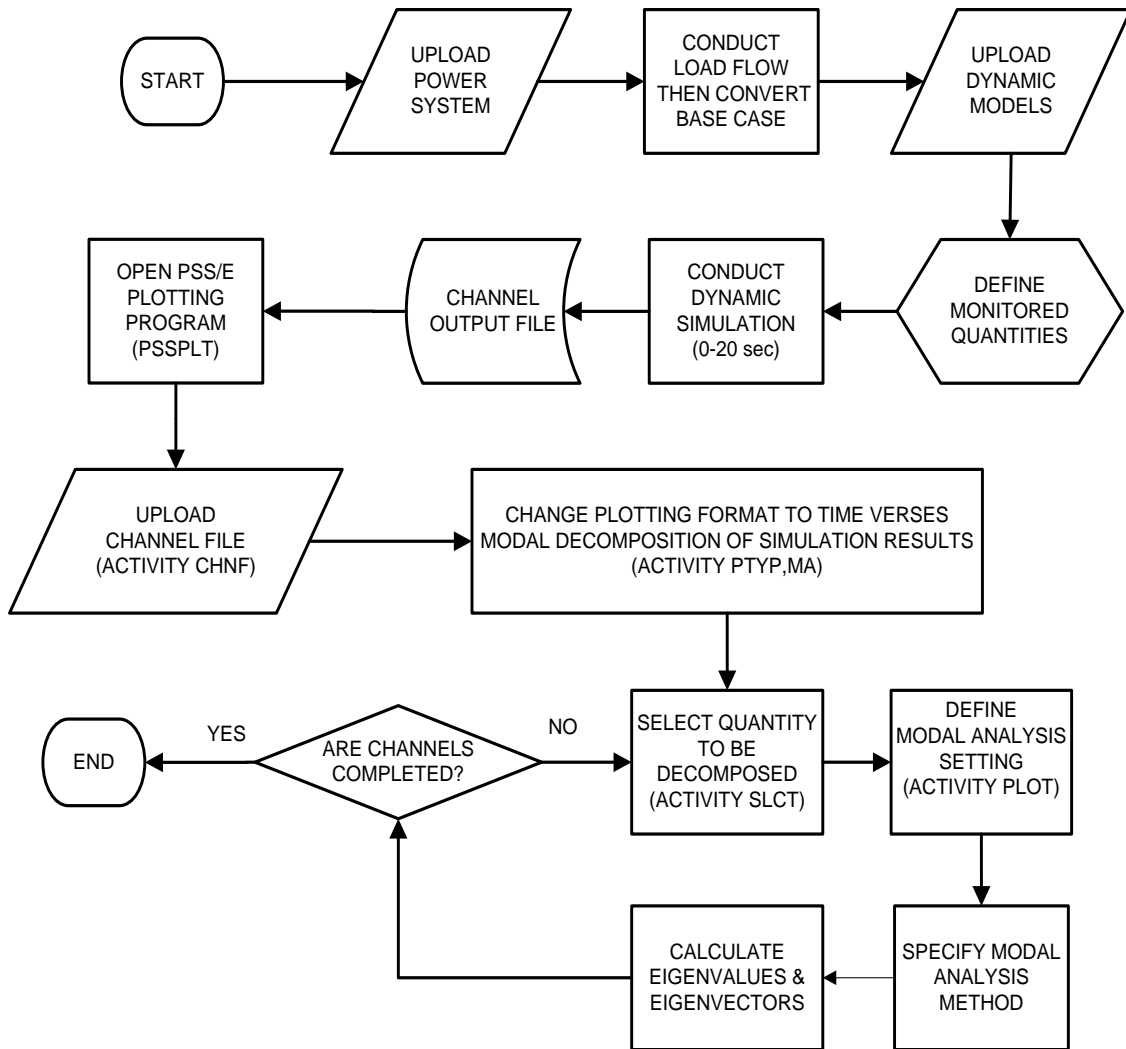 START
UPLOAD
POWER
SYSTEM
CONDUCT
LOAD FLOW
THEN CONVERT
BASE CASE
UPLOAD
DYNAMIC
MODELS
DEFINE
MONITORED
QUANTITIES
CONDUCT
DYNAMIC
SIMULATION
(0-20 sec)
CHANNEL
OUTPUT FILE
OPEN PSS/E
PLOTTING
PROGRAM
(PSSPLT)
UPLOAD
CHANNEL FILE
(ACTIVITY CHNF)
CHANGE PLOTTING FORMAT TO TIME VERSES
MODAL DECOMPOSITION OF SIMULATION RESULTS
(ACTIVITY PTYP,MA)
SELECT QUANTITY
TO BE
DECOMPOSED
(ACTIVITY SLCT)
DEFINE
MODAL ANALYSIS
SETTING
(ACTIVITY PLOT)
SPECIFY MODAL
ANALYSIS
METHOD
CALCULATE
EIGENVALUES &
EIGENVECTORS
ARE CHANNELS
COMPLETED?
NO
YES
END